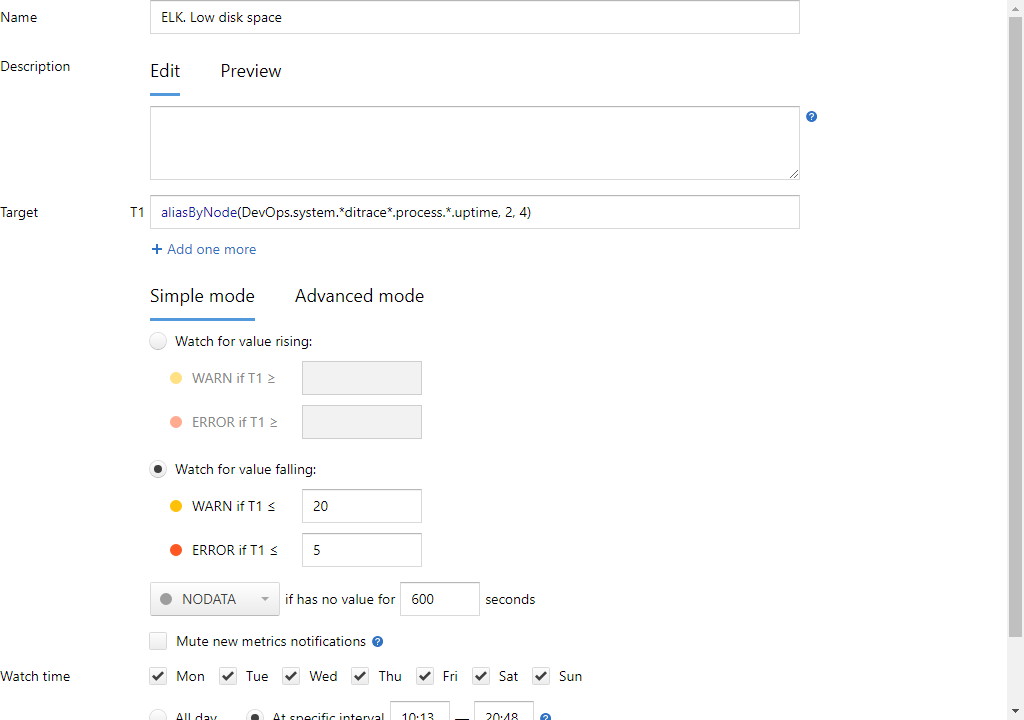 Name ELK. Low disk space
Description Edit Preview
?
Target T1 aliasByNode(DevOps.system.*ditrace*.process.*.uptime, 2, 4)
+ Add one more
Simple mode Advanced mode
Watch for value rising:
WARN if T1 ≥
ERROR if T1 ≥
Watch for value falling:
WARN if T1 ≤ 20
ERROR if T1 ≤ 5
NODATA if has no value for 600 seconds
Mute new metrics notifications ?
Watch time Mon Tue Wed Thu Fri Sat Sun
All day At specific interval 10:13 — 20:48 ?